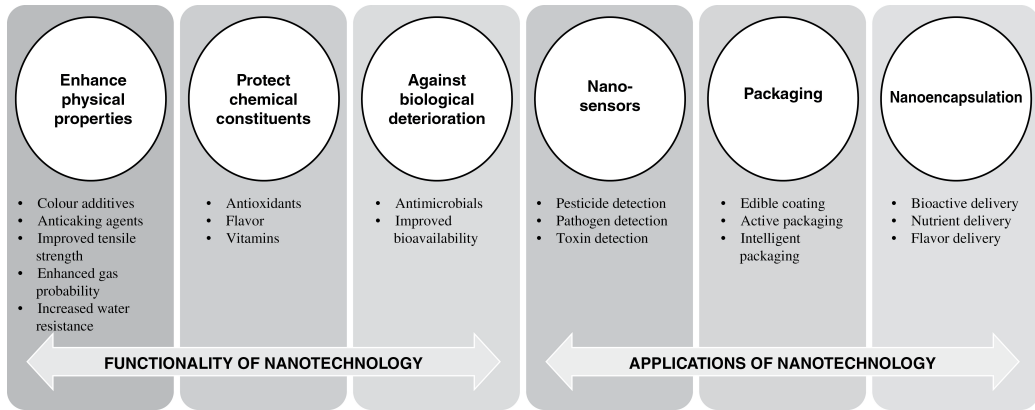 Enhance
physical
properties
• Colour additives
• Anticaking agents
• Improved tensile
strength
• Enhanced gas
probability
• Increased water
resistance
Protect
chemical
constituents
• Antioxidants
• Flavor
• Vitamins
Against
biological
deterioration
• Antimicrobials
• Improved
bioavailability
Nano-
sensors
• Pesticide detection
• Pathogen detection
• Toxin detection
Packaging
• Edible coating
• Active packaging
• Intelligent
packaging
Nanoencapsulation
• Bioactive delivery
• Nutrient delivery
• Flavor delivery
FUNCTIONALITY OF NANOTECHNOLOGY
APPLICATIONS OF NANOTECHNOLOGY